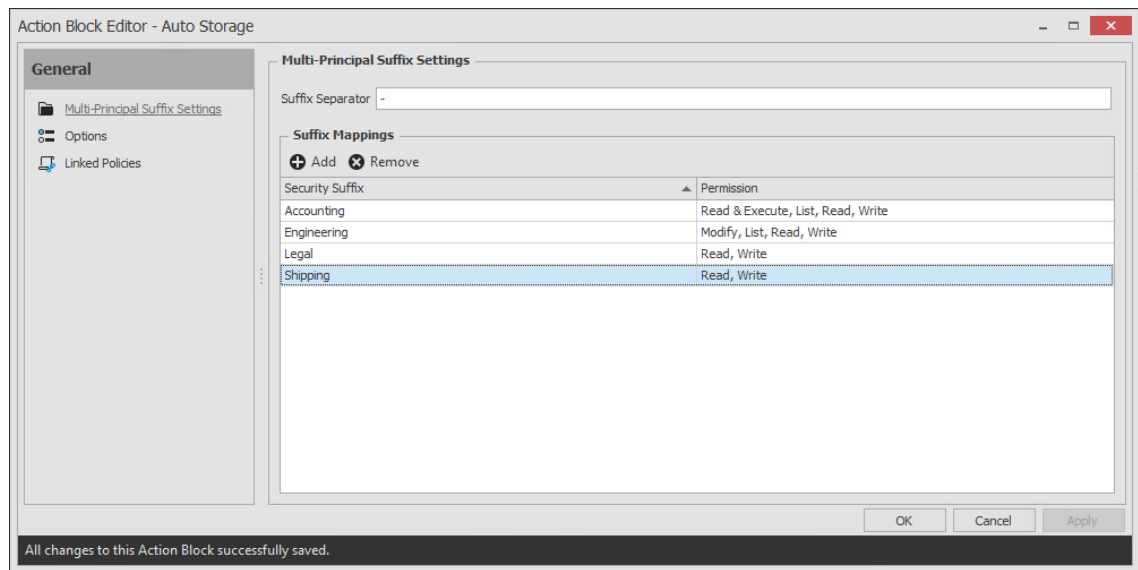 Action Block Editor - Auto Storage
General
Multi-Principal Suffix Settings
Options
Linked Policies
Multi-Principal Suffix Settings
Suffix Separator -
Suffix Mappings
Add Remove
Security Suffix Permission
Accounting Read & Execute, List, Read, Write
Engineering Modify, List, Read, Write
Legal Read, Write
Shipping Read, Write
OK Cancel Apply
All changes to this Action Block successfully saved.